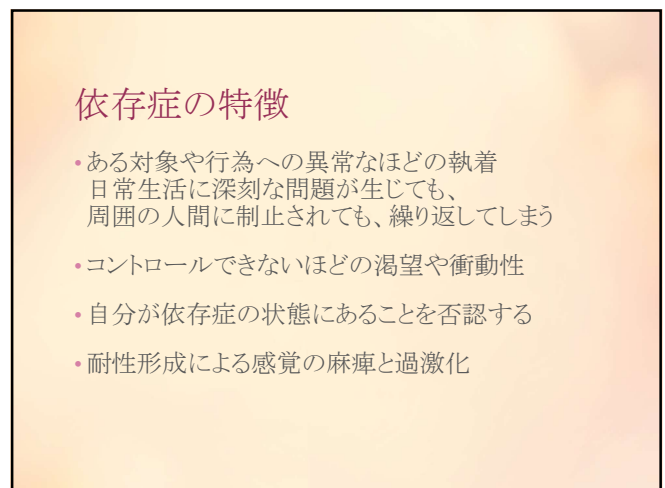 依存症の特徴
・ある対象や行為への異常なほどの執着
日常生活に深刻な問題が生じても、
周囲の人間に制止されても、繰り返してしまう
・コントロールできないほどの渇望や衝動性
・自分が依存症の状態にあることを否認する
・耐性形成による感覚の麻痺と過激化